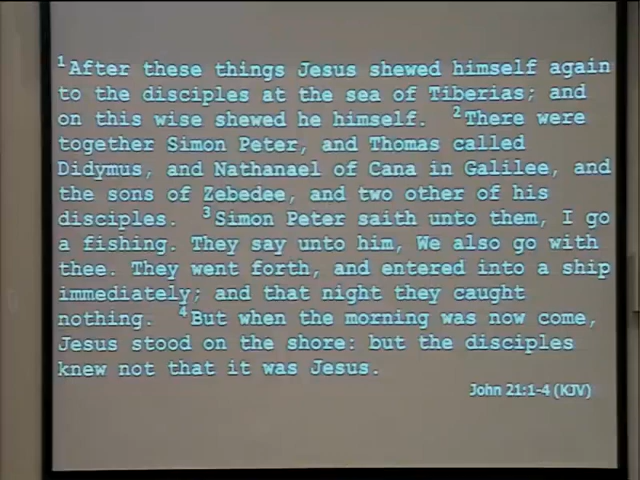 ¹After these things Jesus shewed himself again
to the disciples at the sea of Tiberias; and
on this wise shewed he himself. ²There were
together Simon Peter, and Thomas called
Didymus, and Nathanael of Cana in Galilee, and
the sons of Zebedee, and two other of his
disciples. ³Simon Peter saith unto them, I go
a fishing. They say unto him, We also go with
thee. They went forth, and entered into a ship
immediately; and that night they caught
nothing. ⁴But when the morning was now come,
Jesus stood on the shore: but the disciples
knew not that it was Jesus.
John 21:1-4 (KJV)